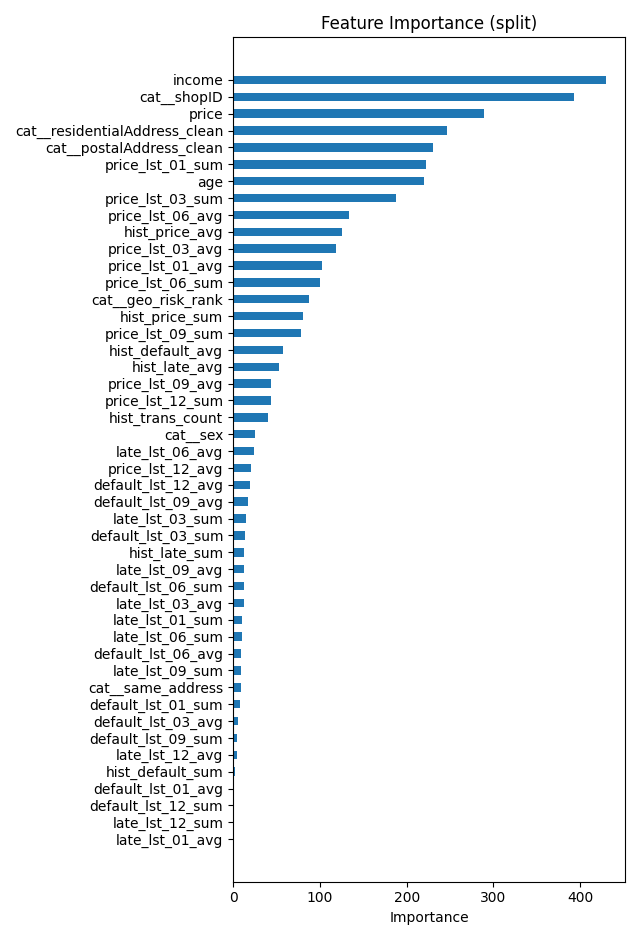 Feature Importance (split)
income
cat__shopID
price
cat__residentialAddress_clean
cat__postalAddress_clean
price_lst_01_sum
age
price_lst_03_sum
price_lst_06_avg
hist_price_avg
price_lst_03_avg
price_lst_01_avg
price_lst_06_sum
cat__geo_risk_rank
hist_price_sum
price_lst_09_sum
hist_default_avg
hist_late_avg
price_lst_09_avg
price_lst_12_sum
hist_trans_count
cat__sex
late_lst_06_avg
price_lst_12_avg
default_lst_12_avg
default_lst_09_avg
late_lst_03_sum
default_lst_03_sum
hist_late_sum
late_lst_09_avg
default_lst_06_sum
late_lst_03_avg
late_lst_01_sum
late_lst_06_sum
default_lst_06_avg
late_lst_09_sum
cat__same_address
default_lst_01_sum
default_lst_03_avg
default_lst_09_sum
late_lst_12_avg
hist_default_sum
default_lst_01_avg
default_lst_12_sum
late_lst_12_sum
late_lst_01_avg
0 100 200 300 400
Importance